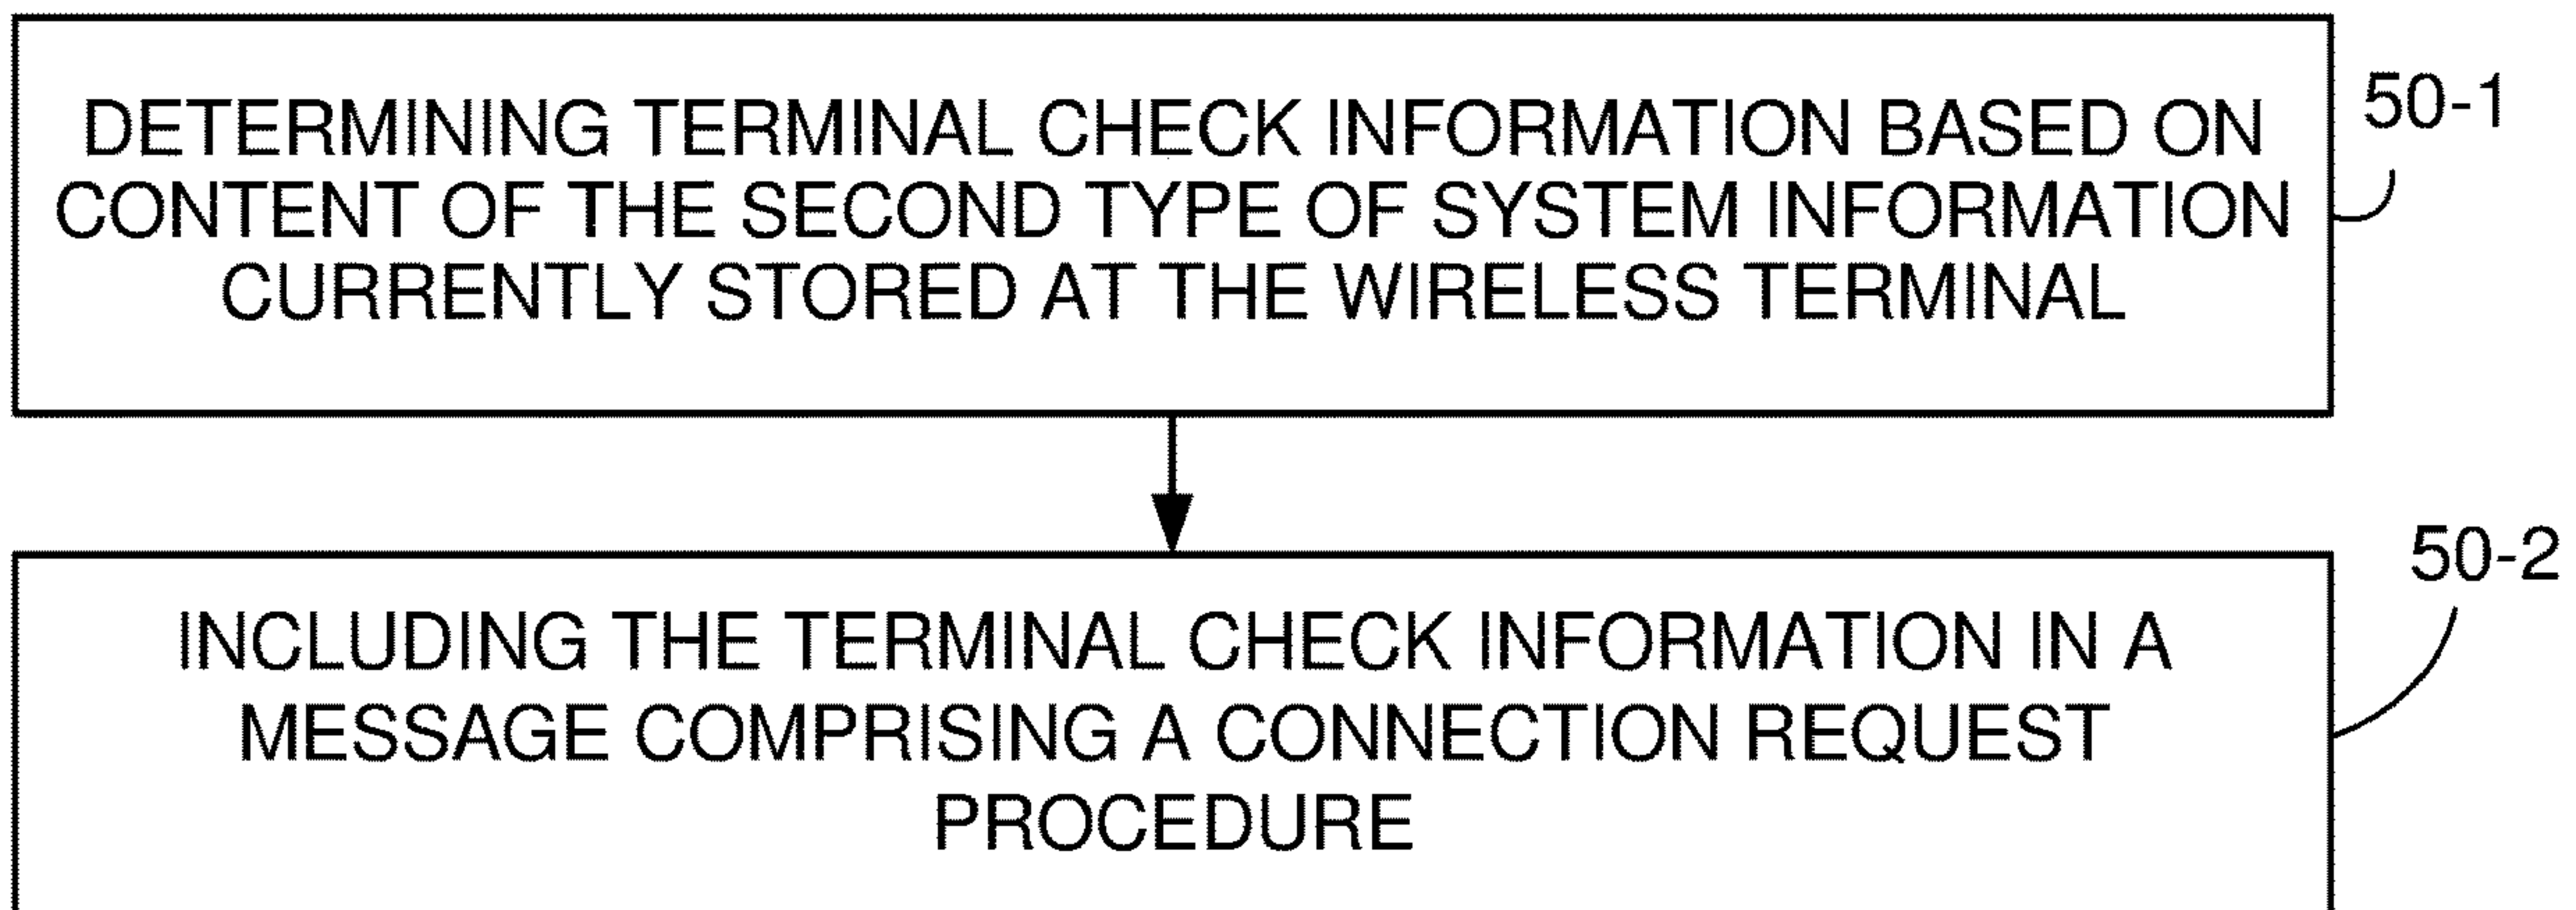 DETERMINING TERMINAL CHECK INFORMATION BASED ON
CONTENT OF THE SECOND TYPE OF SYSTEM INFORMATION
CURRENTLY STORED AT THE WIRELESS TERMINAL
50-1
INCLUDING THE TERMINAL CHECK INFORMATION IN A
MESSAGE COMPRISING A CONNECTION REQUEST
PROCEDURE
50-2